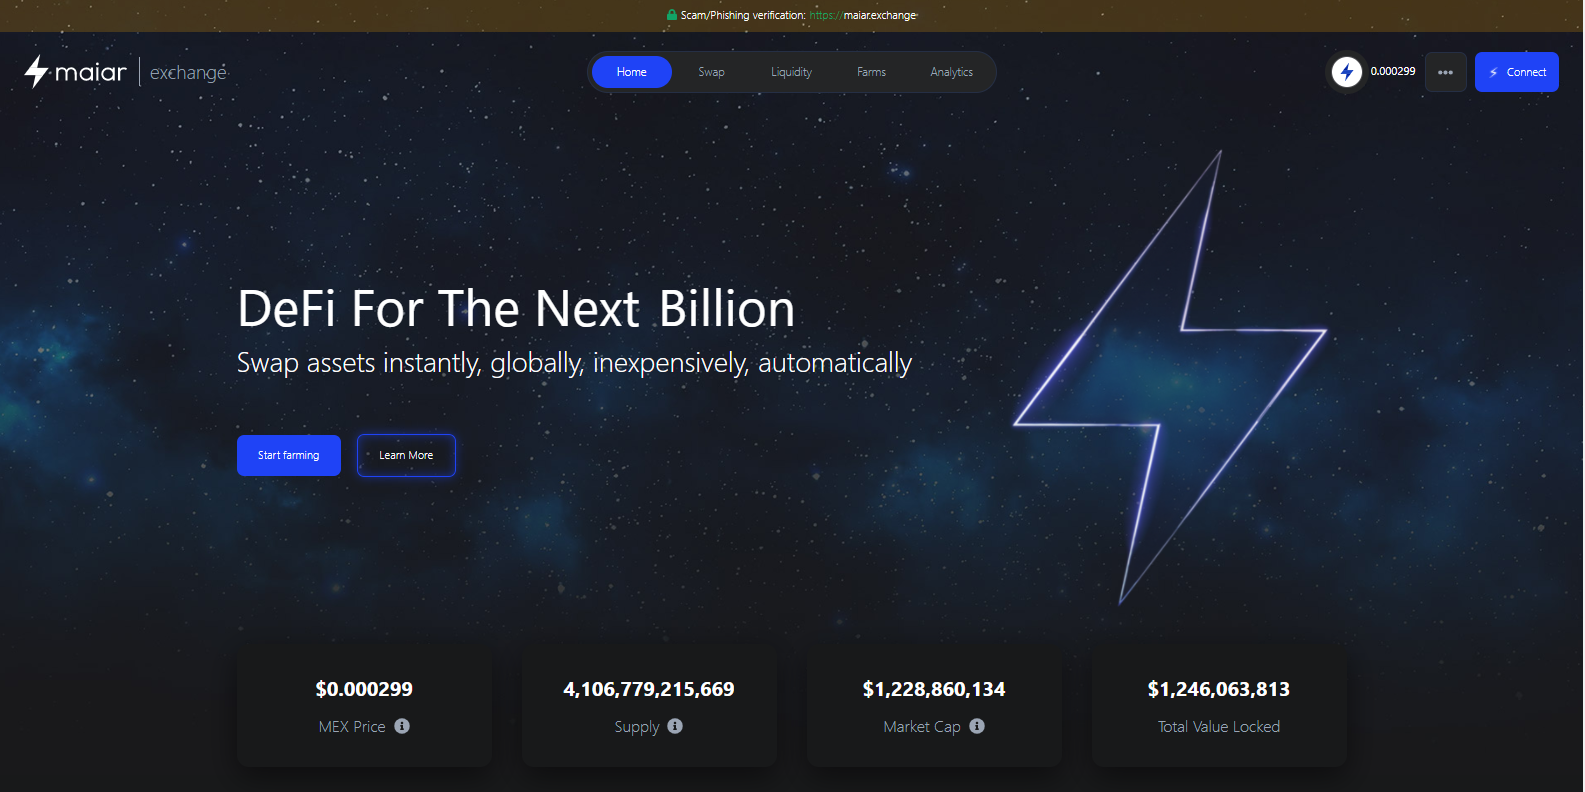 Scam/Phishing verification: https://maiar.exchange
maiar exchange
Home Swap Liquidity Farms Analytics
0.000299
Connect
DeFi For The Next Billion
Swap assets instantly, globally, inexpensively, automatically
Start farming Learn More
$0.000299 4,106,779,215,669 $1,228,860,134 $1,246,063,813
MEX Price Supply Market Cap Total Value Locked